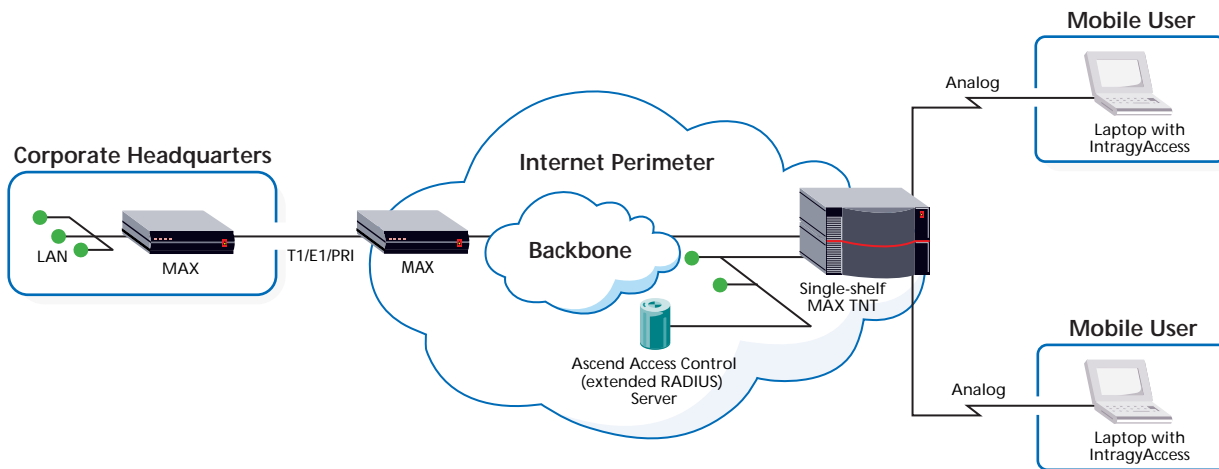 Mobile User
Analog
Laptop with
IntragyAccess
Corporate Headquarters
LAN
MAX
T1/E1/PRI
Internet Perimeter
MAX
Backbone
Single-shelf
MAX TNT
Ascend Access Control
(extended RADIUS)
Server
Mobile User
Analog
Laptop with
IntragyAccess